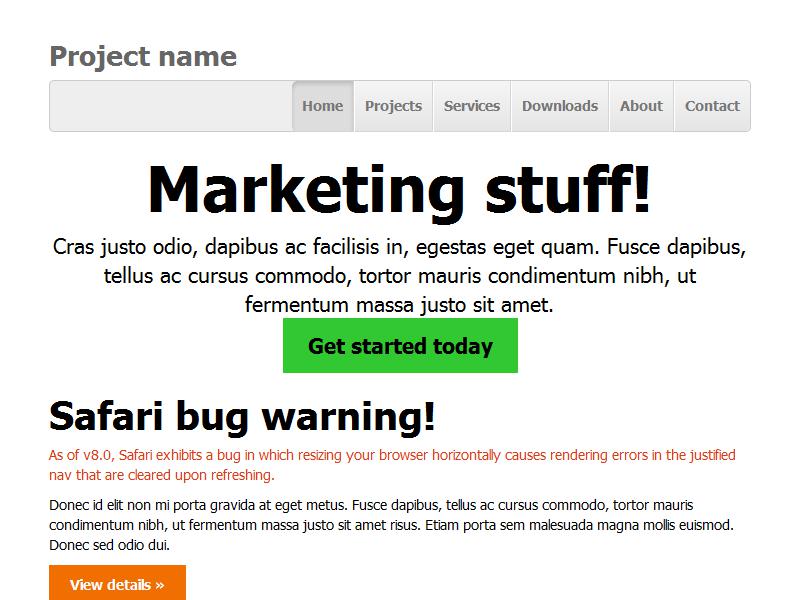 Project name
Home Projects Services Downloads About Contact
Marketing stuff!
Cras justo odio, dapibus ac facilisis in, egestas eget quam. Fusce dapibus,
tellus ac cursus commodo, tortor mauris condimentum nibh, ut
fermentum massa justo sit amet.
Get started today
Safari bug warning!
As of v8.0, Safari exhibits a bug in which resizing your browser horizontally causes rendering errors in the justified
nav that are cleared upon refreshing.
Donec id elit non mi porta gravida at eget metus. Fusce dapibus, tellus ac cursus commodo, tortor mauris
condimentum nibh, ut fermentum massa justo sit amet risus. Etiam porta sem malesuada magna mollis euismod.
Donec sed odio dui.
View details »